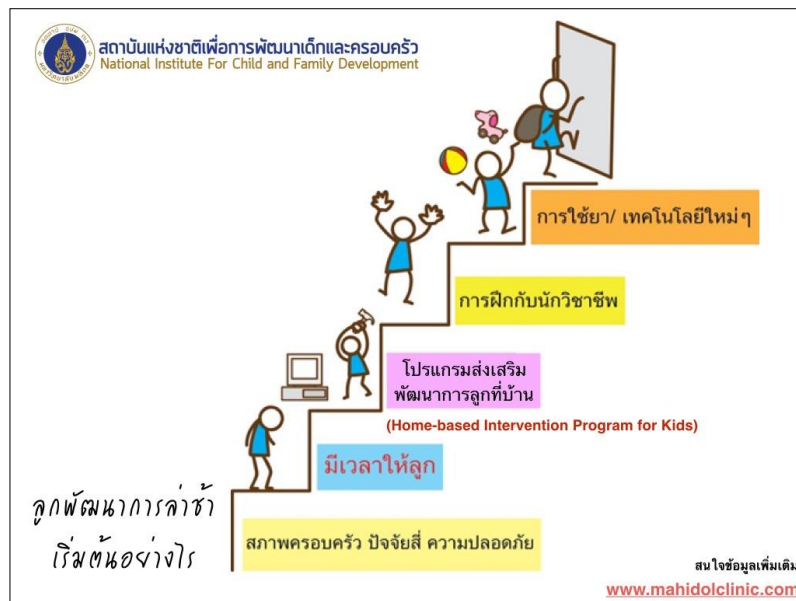 สถาบันแห่งชาติเพื่อการพัฒนาเด็กและครอบครัว
National Institute For Child and Family Development
การใช้ยา/ เทคโนโลยีใหม่ๆ
การฝึกกับนักวิชาชีพ
โปรแกรมส่งเสริม
พัฒนาการลูกที่บ้าน
(Home-based Intervention Program for Kids)
มีเวลาให้ลูก
สภาพครอบครัว ปัจจัยสี่ ความปลอดภัย
ลูกพัฒนาการล่าช้า
เริ่มต้นอย่างไร
สนใจข้อมูลเพิ่มเติม
www.mahidolclinic.com